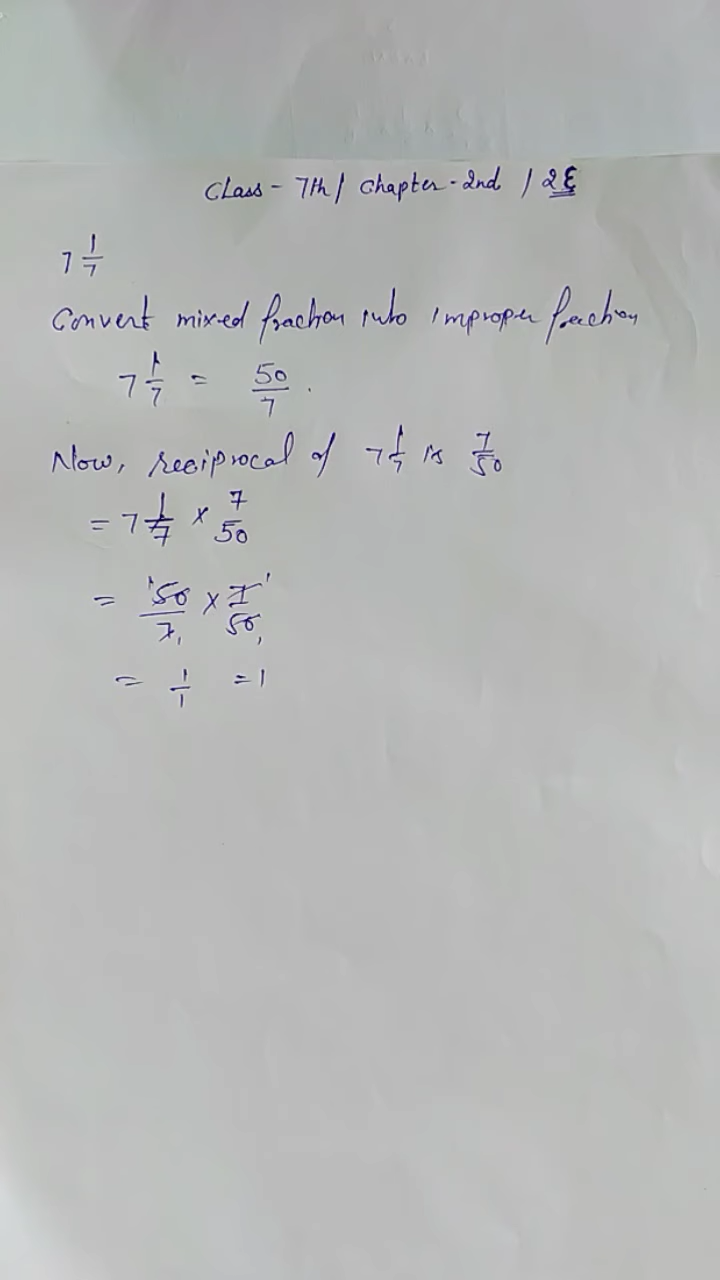 Class - 7th / Chapter - 2nd / 2E
7 1/7
Convert mixed fraction into improper fraction
7 1/7 = 50/7 .
Now, reciprocal of 7 1/7 is 7/50
= 7 1/7 × 7/50
= 50/7 × 7/50
= 1/1 = 1